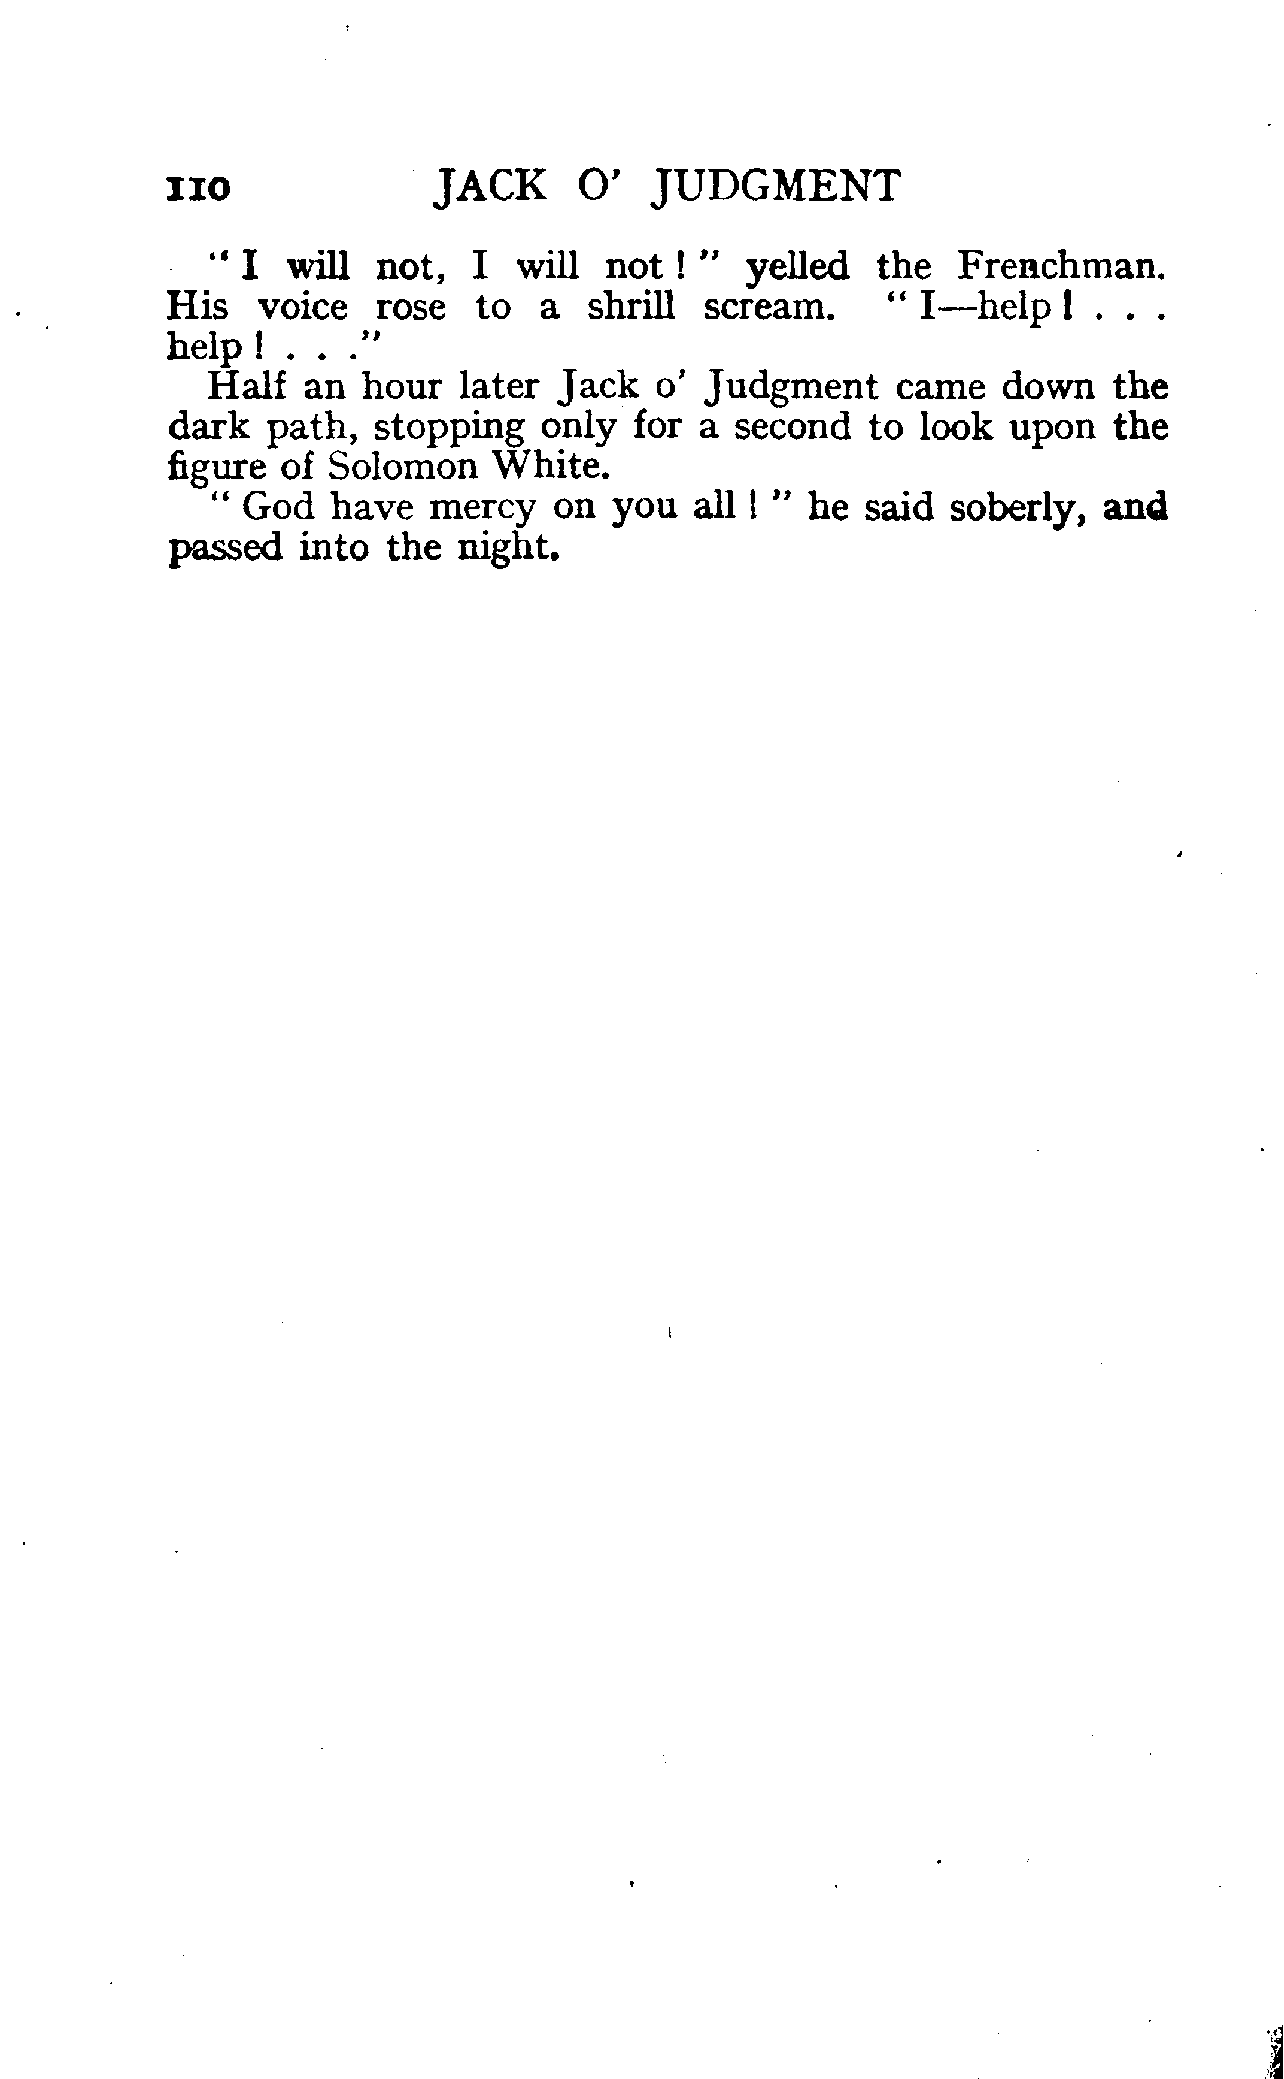 110 JACK O' JUDGMENT
" I will not, I will not ! " yelled the Frenchman.
His voice rose to a shrill scream. " I—help ! . . .
help ! . . ."
Half an hour later Jack o' Judgment came down the
dark path, stopping only for a second to look upon the
figure of Solomon White.
" God have mercy on you all ! " he said soberly, and
passed into the night.